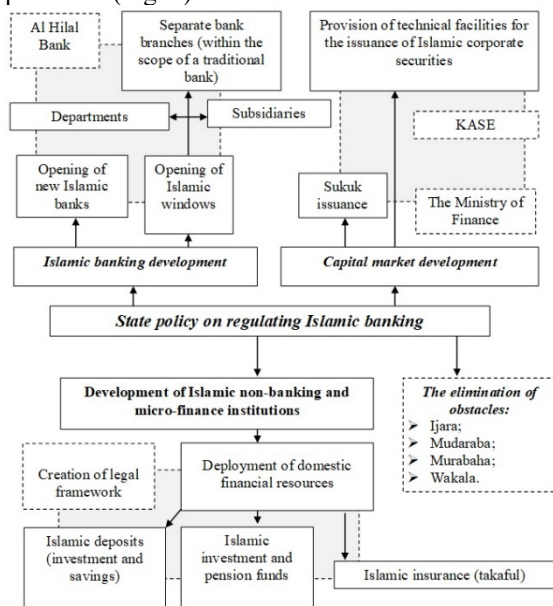 Al Hilal
Bank
Separate bank
branches (within the
scope of a traditional
bank)
Provision of technical facilities for
the issuance of Islamic corporate
securities
Departments
Subsidiaries
KASE
Opening of
new Islamic
banks
Opening of
Islamic
windows
Sukuk
issuance
The Ministry of
Finance
Islamic banking development
Capital market development
State policy on regulating Islamic banking
Development of Islamic non-banking and
micro-finance institutions
The elimination of
obstacles:
➢ Ijara;
➢ Mudaraba;
➢ Murabaha;
➢ Wakala.
Creation of legal
framework
Deployment of domestic
financial resources
Islamic deposits
(investment and
savings)
Islamic
investment and
pension funds
Islamic insurance (takaful)